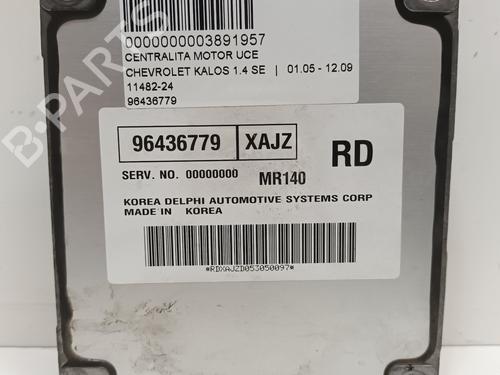 0000000003891957
CENTRALITA MOTOR UCE
CHEVROLET KALOS 1.4 SE | 01.05 - 12.09
11482-24
96436779
B-PARTS
96436779 XAJZ RD
SERV. NO. 00000000 MR140
KOREA DELPHI AUTOMOTIVE SYSTEMS CORP
MADE IN KOREA
*RDXAJZD053050097*